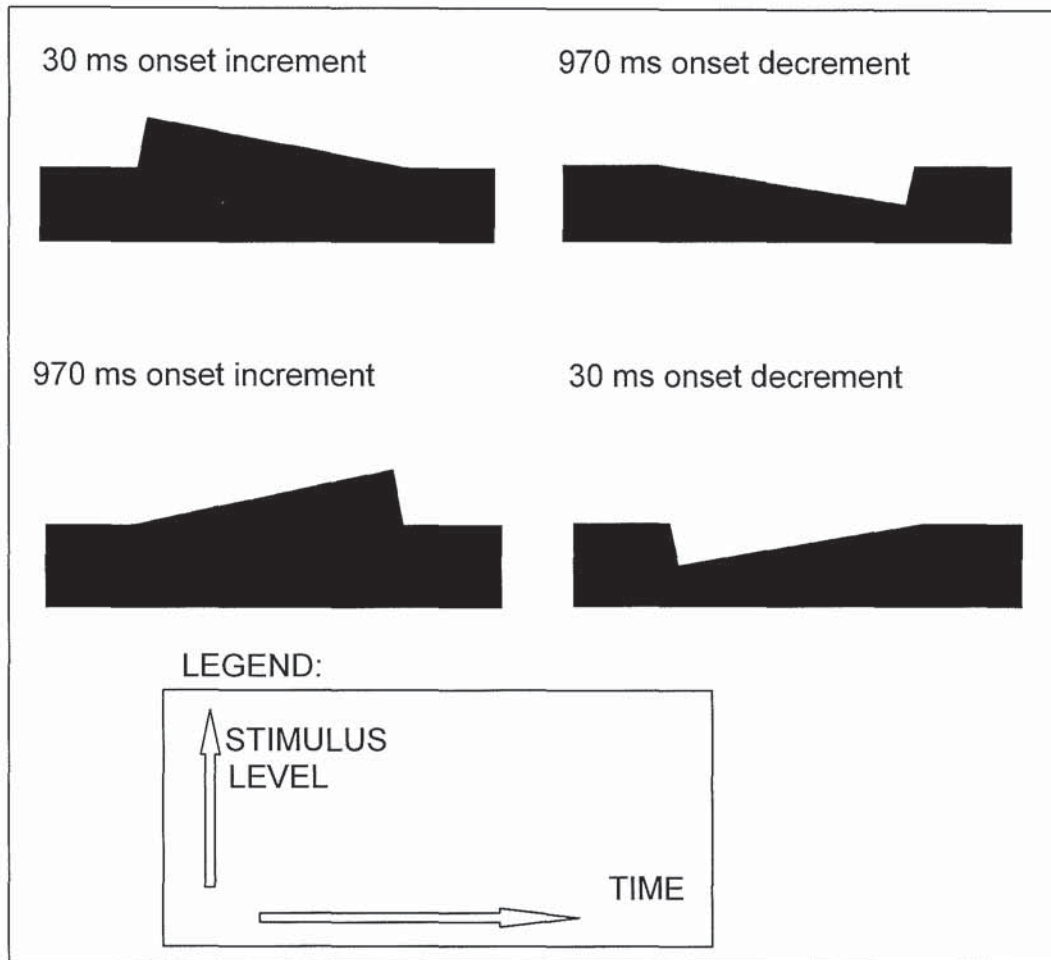 30 ms onset increment
970 ms onset decrement
970 ms onset increment
30 ms onset decrement
LEGEND:
STIMULUS
LEVEL
TIME